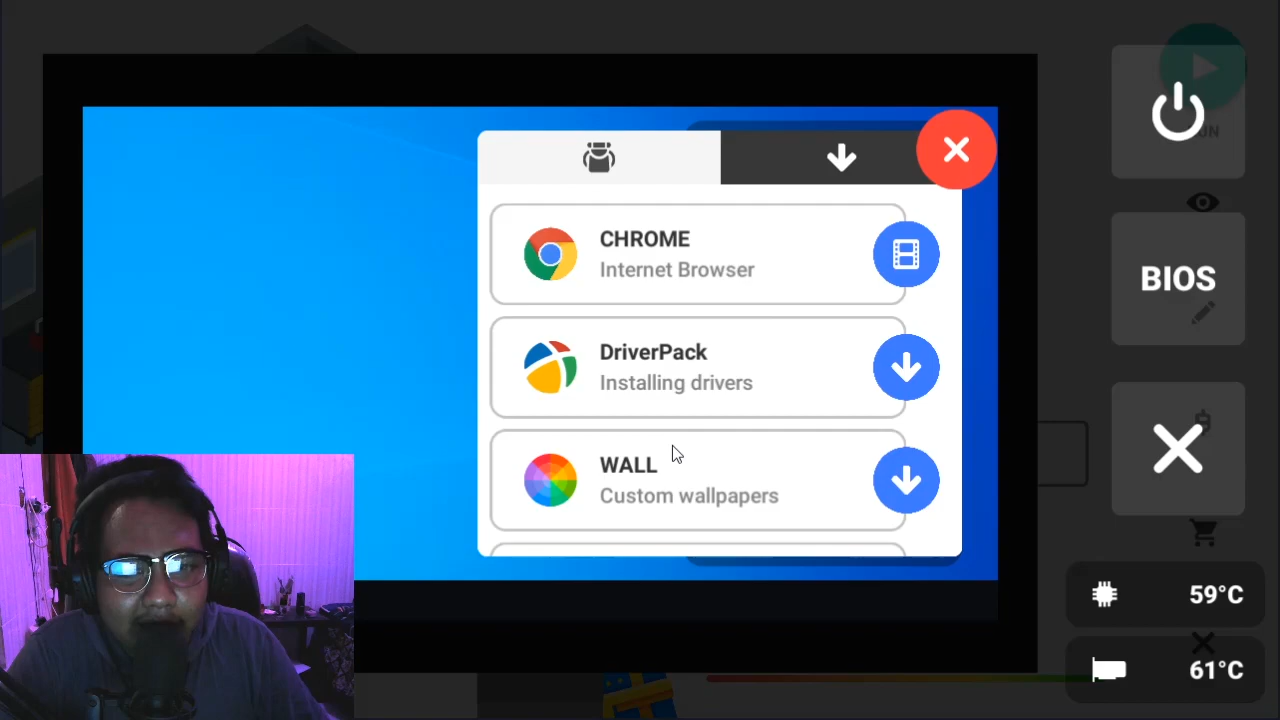 CHROME
Internet Browser
DriverPack
Installing drivers
WALL
Custom wallpapers
BIOS
59°C
61°C